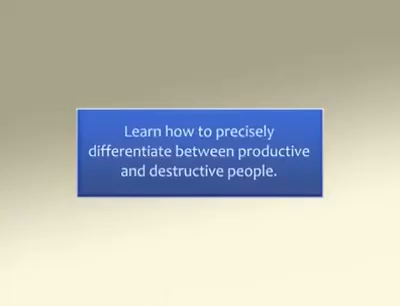 Learn how to precisely
differentiate between productive
and destructive people.